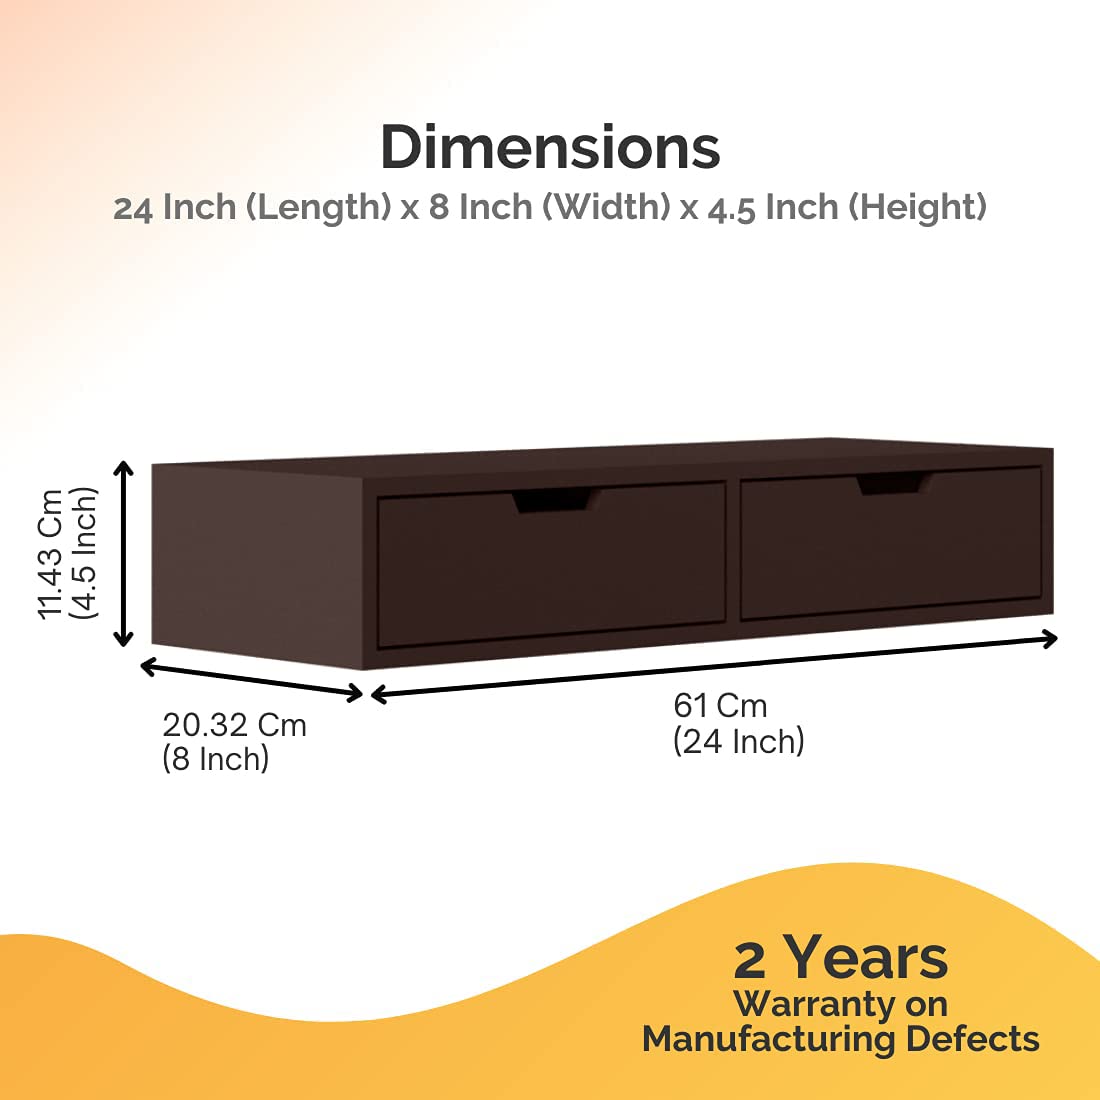 Dimensions
24 Inch (Length) x 8 Inch (Width) x 4.5 Inch (Height)
11.43 Cm
(4.5 Inch)
20.32 Cm
(8 Inch)
61 Cm
(24 Inch)
2 Years
Warranty on
Manufacturing Defects